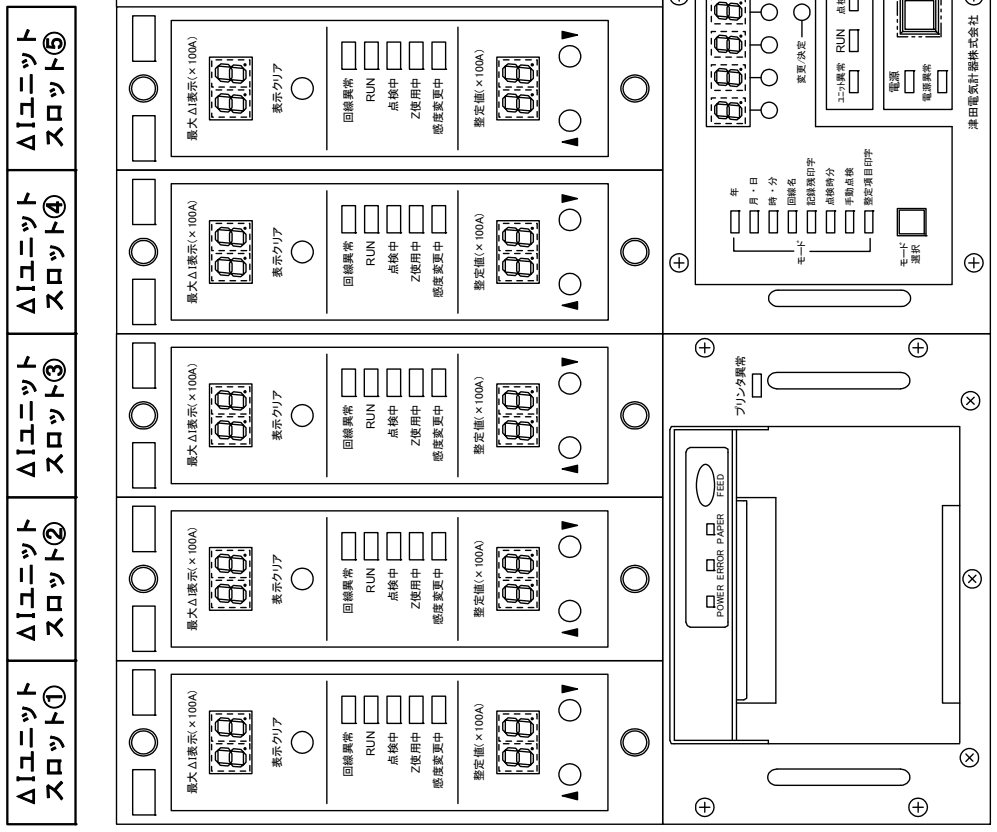 ΔIユニット
スロット①
ΔIユニット
スロット②
ΔIユニット
スロット③
ΔIユニット
スロット④
ΔIユニット
スロット⑤
最大ΔI表示(×100A)
88
表示クリア
回線異常
RUN
点検中
Z使用中
感度変更中
整定値(×100A)
88
最大ΔI表示(×100A)
88
表示クリア
回線異常
RUN
点検中
Z使用中
感度変更中
整定値(×100A)
88
最大ΔI表示(×100A)
88
表示クリア
回線異常
RUN
点検中
Z使用中
感度変更中
整定値(×100A)
88
最大ΔI表示(×100A)
88
表示クリア
回線異常
RUN
点検中
Z使用中
感度変更中
整定値(×100A)
88
最大ΔI表示(×100A)
88
表示クリア
回線異常
RUN
点検中
Z使用中
感度変更中
整定値(×100A)
88
プリンタ異常
POWER ERROR PAPER FEED
8888
変更/決定
モード
年
月・日
時・分
回線名
記録残印字
点検時分
手動点検
整定項目印字
モード
選択
ユニット異常
RUN
電源
電源異常
津田電気計器株式会社